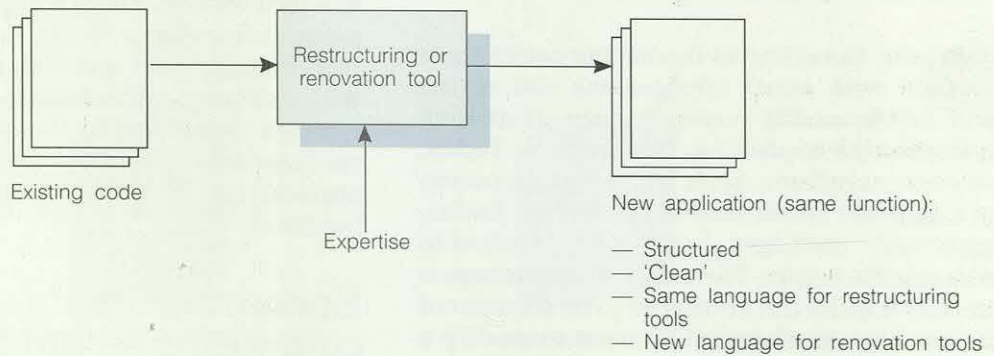 Restructuring or
renovation tool
Existing code
Expertise
New application (same function):
— Structured
— 'Clean'
— Same language for restructuring
tools
— New language for renovation tools